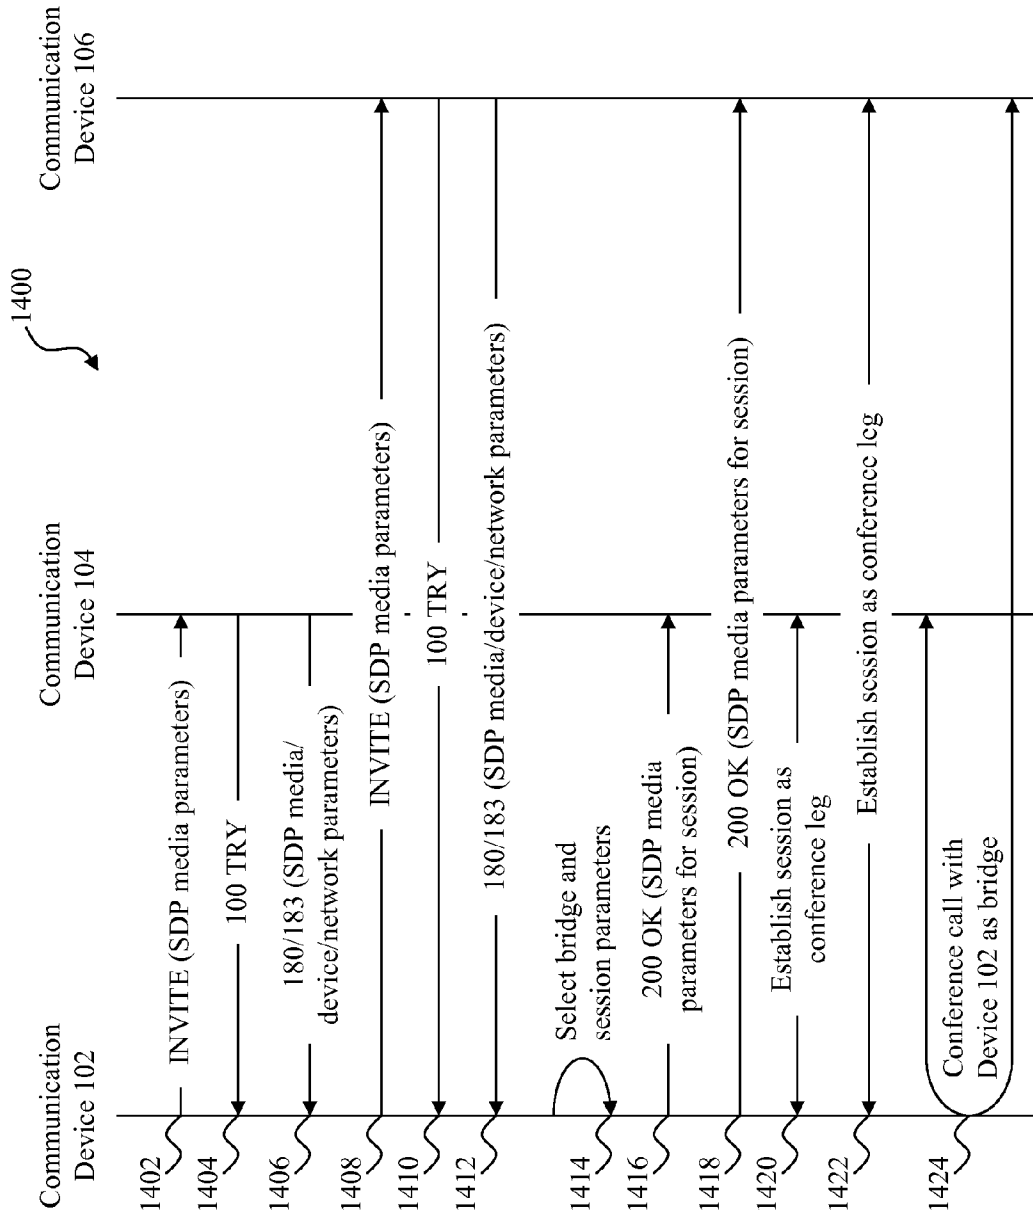 1400
Communication
Device 102
Communication
Device 104
Communication
Device 106
1402
INVITE (SDP media parameters)
1404
100 TRY
1406
180/183 (SDP media/
device/network parameters)
1408
INVITE (SDP media parameters)
1410
100 TRY
1412
180/183 (SDP media/device/network parameters)
1414
Select bridge and
session parameters
1416
200 OK (SDP media
parameters for session)
1418
200 OK (SDP media parameters for session)
1420
Establish session as
conference leg
1422
Establish session as conference leg
1424
Conference call with
Device 102 as bridge